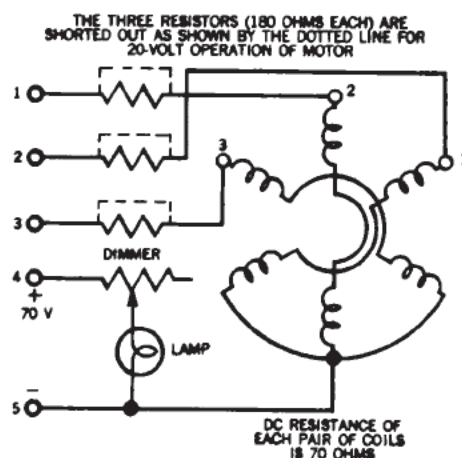 THE THREE RESISTORS (180 OHMS EACH) ARE
SHORTED OUT AS SHOWN BY THE DOTTED LINE FOR
20-VOLT OPERATION OF MOTOR
1
2
2
3
3
DIMMER
4
+
70 V
LAMP
5
−
DC RESISTANCE OF
EACH PAIR OF COILS
IS 70 OHMS